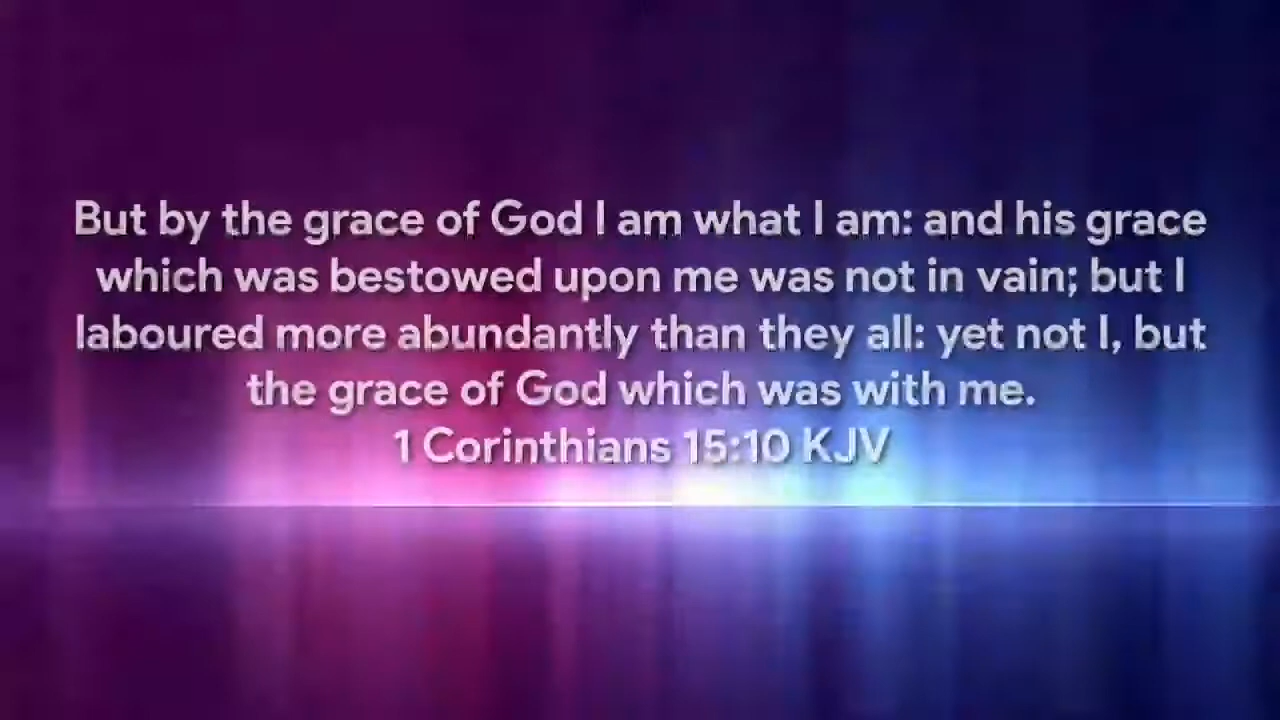 But by the grace of God I am what I am: and his grace
which was bestowed upon me was not in vain; but I
laboured more abundantly than they all: yet not I, but
the grace of God which was with me.
1 Corinthians 15:10 KJV